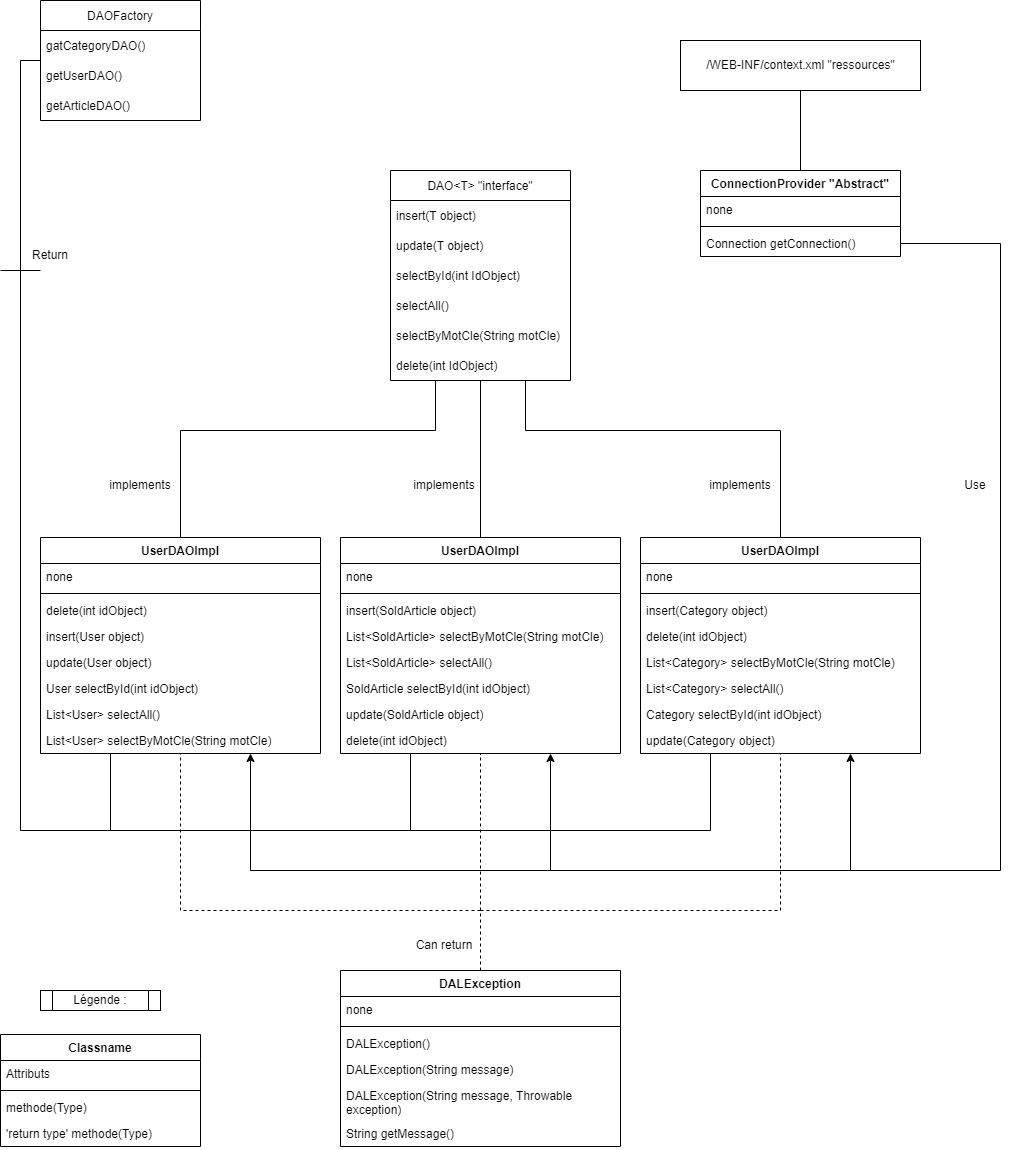 DAOFactory
gatCategoryDAO()
getUserDAO()
getArticleDAO()
/WEB-INF/context.xml "ressources"
DAO<T> "interface"
insert(T object)
update(T object)
selectById(int IdObject)
selectAll()
selectByMotCle(String motCle)
delete(int IdObject)
ConnectionProvider "Abstract"
none
Connection getConnection()
Return
implements
implements
implements
Use
UserDAOImpl
none
delete(int idObject)
insert(User object)
update(User object)
User selectById(int idObject)
List<User> selectAll()
List<User> selectByMotCle(String motCle)
UserDAOImpl
none
insert(SoldArticle object)
List<SoldArticle> selectByMotCle(String motCle)
List<SoldArticle> selectAll()
SoldArticle selectById(int idObject)
update(SoldArticle object)
delete(int idObject)
UserDAOImpl
none
insert(Category object)
delete(int idObject)
List<Category> selectByMotCle(String motCle)
List<Category> selectAll()
Category selectById(int idObject)
update(Category object)
Can return
DALException
none
DALException()
DALException(String message)
DALException(String message, Throwable
exception)
String getMessage()
Légende :
Classname
Attributs
methode(Type)
'return type' methode(Type)